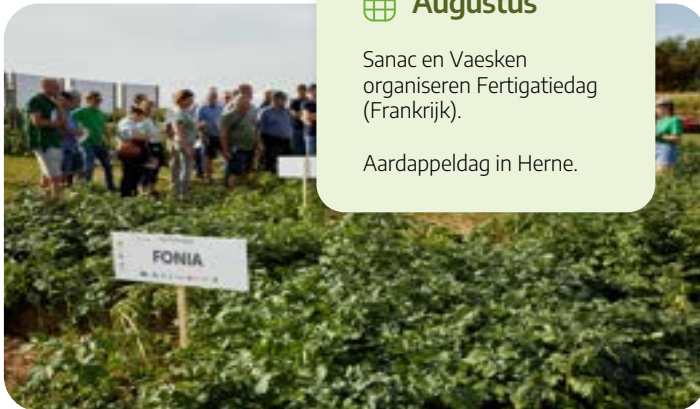 Augustus
Sanac en Vaesken
organiseren Fertigatiedag
(Frankrijk).
Aardappeldag in Herne.
FONIA